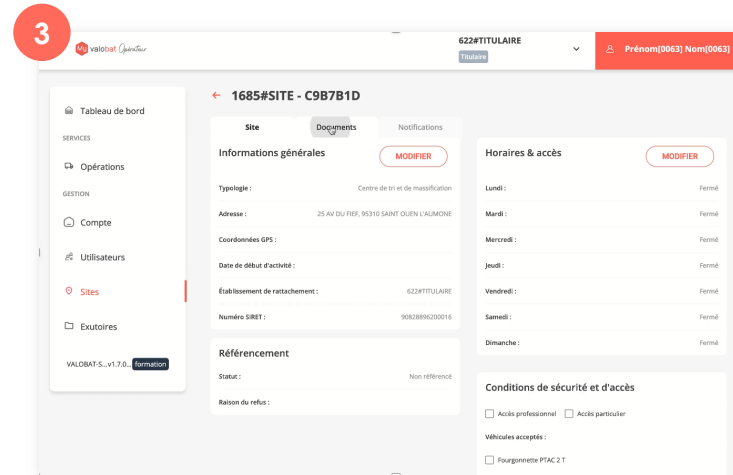 3
My valobat Opérateur
622#TITULAIRE
Titulaire
Prénom[0063] Nom[0063]
Tableau de bord
SERVICES
Opérations
GESTION
Compte
Utilisateurs
Sites
Exutoires
VALOBAT-S...v1.7.0... formation
← 1685#SITE - C9B7B1D
Site Documents Notifications
Informations générales MODIFIER
Typologie : Centre de tri et de massification
Adresse : 25 AV DU FIEF, 95310 SAINT OUEN L'AUMONE
Coordonnées GPS :
Date de début d'activité :
Établissement de rattachement : 622#TITULAIRE
Numéro SIRET : 90828896200016
Référencement
Statut : Non référencé
Raison du refus :
Horaires & accès MODIFIER
Lundi : Fermé
Mardi : Fermé
Mercredi : Fermé
Jeudi : Fermé
Vendredi : Fermé
Samedi : Fermé
Dimanche : Fermé
Conditions de sécurité et d'accès
Accès professionnel Accès particulier
Véhicules acceptés :
Fourgonnette PTAC 2 T